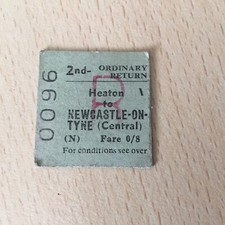 2nd- ORDINARY
RETURN
R
Heaton
to
NEWCASTLE-ON-
TYNE (Central)
(N) Fare 0/8
For conditions see over
0096